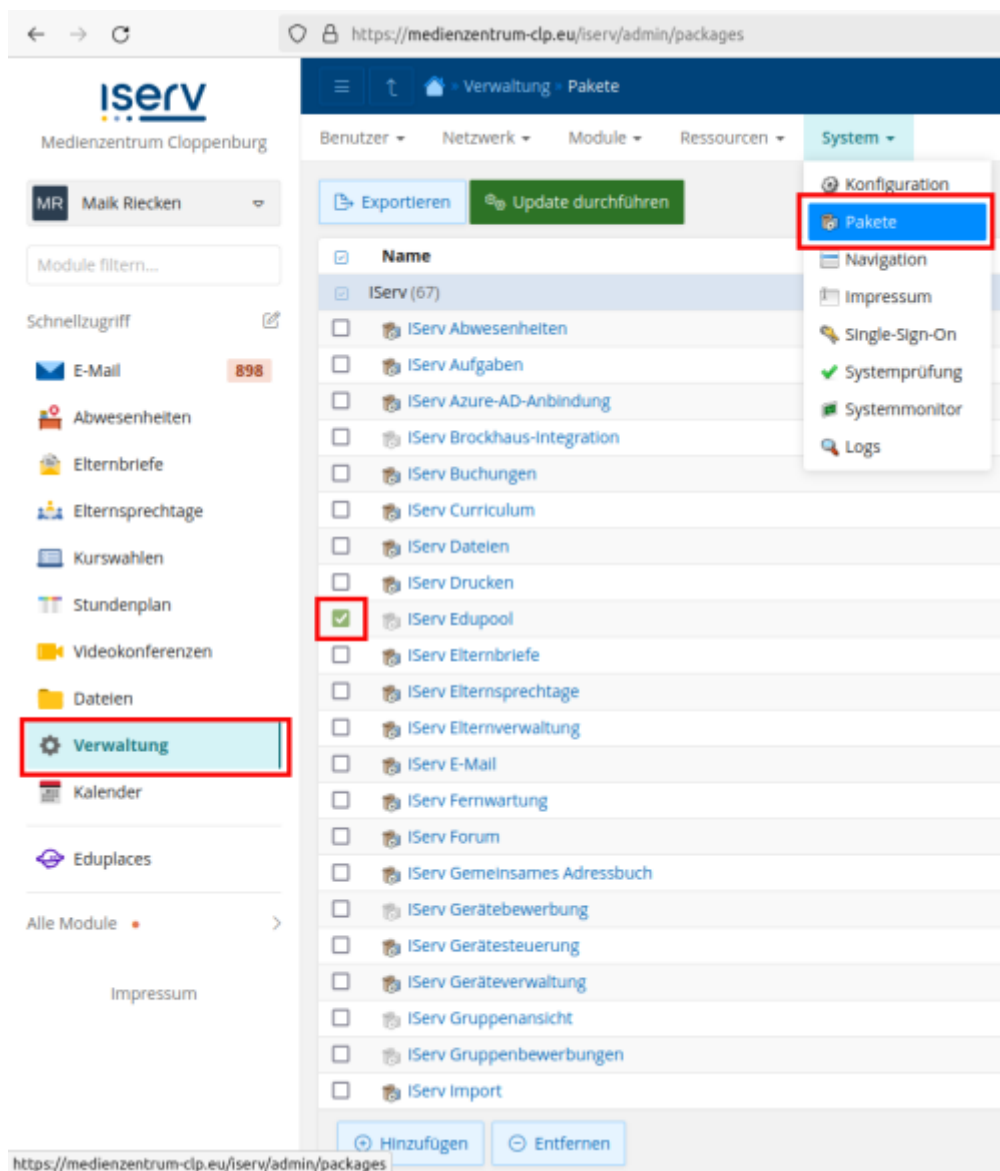 https://medienzentrum-clp.eu/iserv/admin/packages
IServ
Medienzentrum Cloppenburg
MR Maik Riecken
Module filtern...
Schnellzugriff
E-Mail 898
Abwesenheiten
Elternbriefe
Elternsprechtage
Kurswahlen
Stundenplan
Videokonferenzen
Dateien
Verwaltung
Kalender
Eduplaces
Alle Module
Impressum
Verwaltung Pakete
Benutzer Netzwerk Module Ressourcen System
Konfiguration
Pakete
Navigation
Impressum
Single-Sign-On
Systemprüfung
Systemmonitor
Logs
Exportieren Update durchführen
Name
IServ (67)
IServ Abwesenheiten
IServ Aufgaben
IServ Azure-AD-Anbindung
IServ Brockhaus-Integration
IServ Buchungen
IServ Curriculum
IServ Dateien
IServ Drucken
IServ Edupool
IServ Elternbriefe
IServ Elternsprechtage
IServ Elternverwaltung
IServ E-Mail
IServ Fernwartung
IServ Forum
IServ Gemeinsames Adressbuch
IServ Gerätebewerbung
IServ Gerätesteuerung
IServ Geräteverwaltung
IServ Gruppenansicht
IServ Gruppenbewerbungen
IServ Import
Hinzufügen Entfernen
https://medienzentrum-clp.eu/iserv/admin/packages